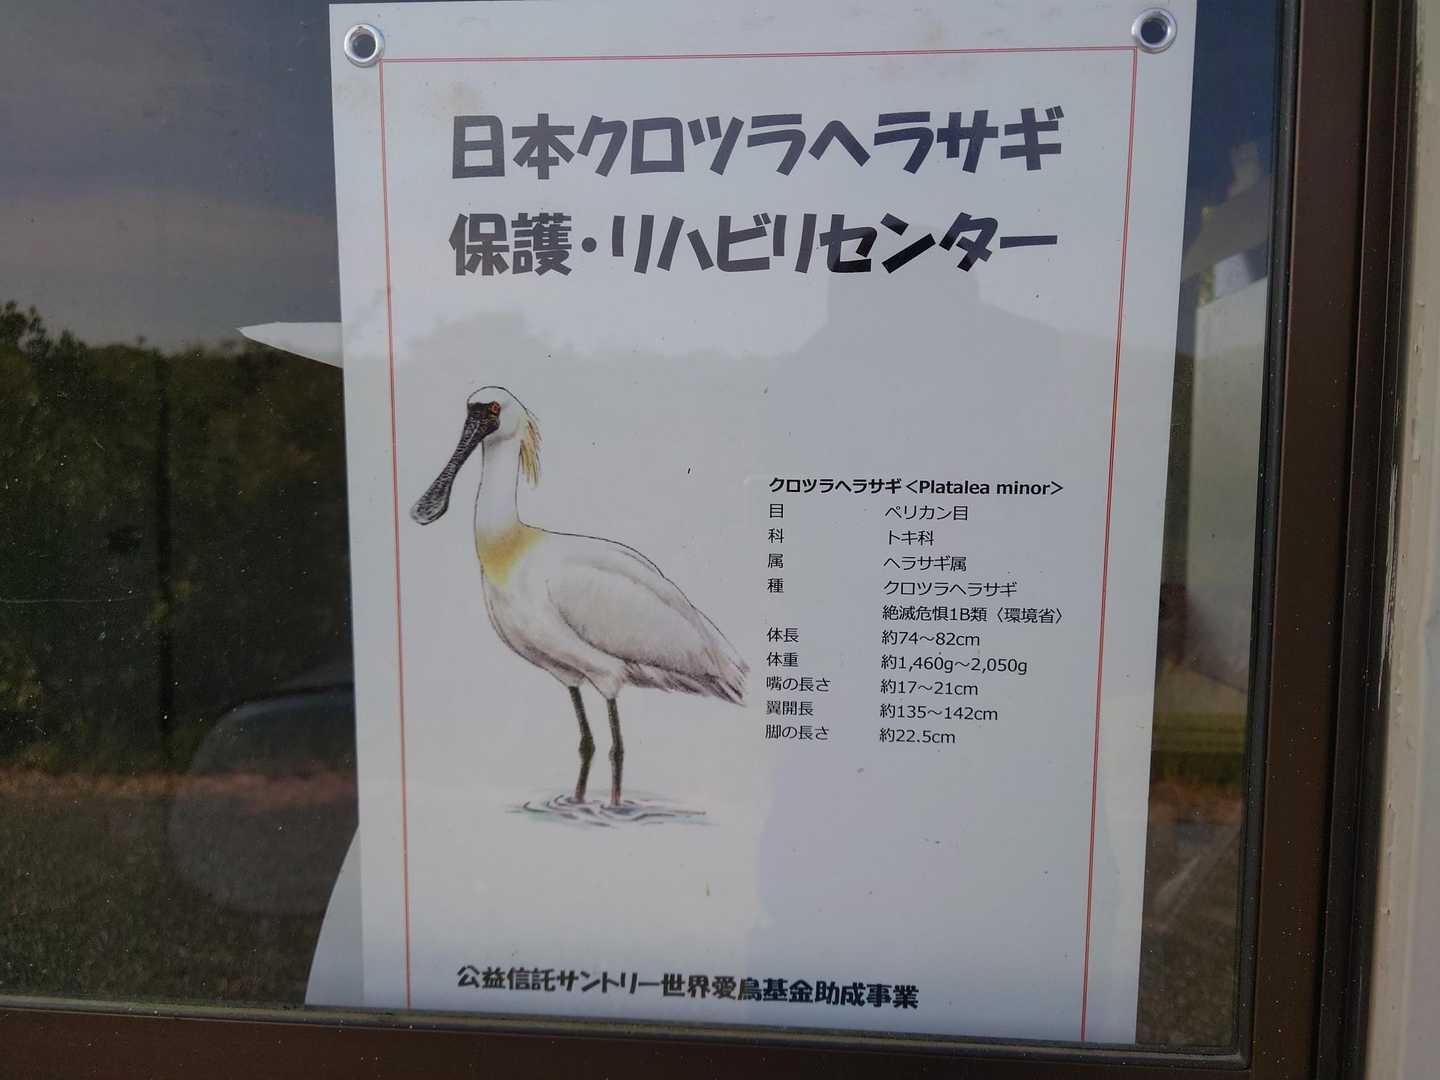 日本クロツラヘラサギ
保護・リハビリセンター
クロツラヘラサギ<Platalea minor>
目 ペリカン目
科 トキ科
属 ヘラサギ属
種 クロツラヘラサギ
絶滅危惧1B類〈環境省〉
体長 約74～82cm
体重 約1,460g～2,050g
嘴の長さ 約17～21cm
翼開長 約135～142cm
脚の長さ 約22.5cm
公益信託サントリー世界愛鳥基金助成事業